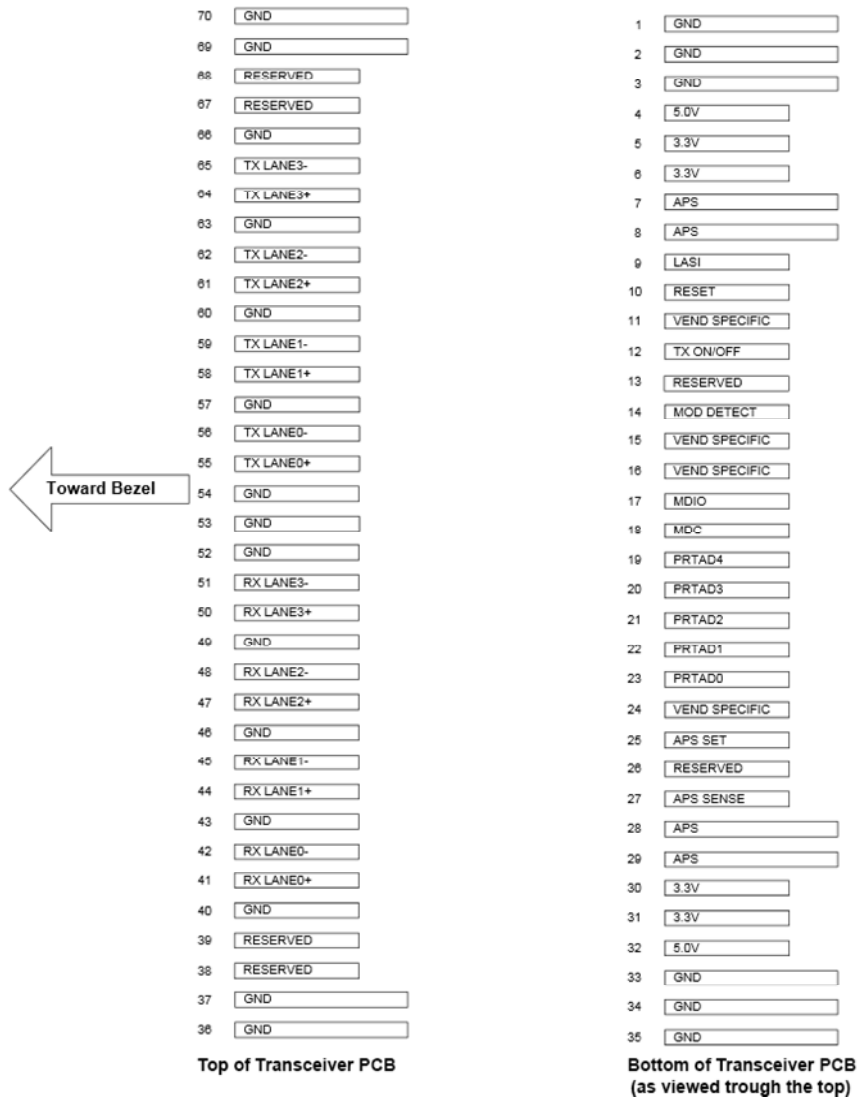 70 GND
69 GND
68 RESERVED
67 RESERVED
66 GND
65 TX LANE3-
64 TX LANE3+
63 GND
62 TX LANE2-
61 TX LANE2+
60 GND
59 TX LANE1-
58 TX LANE1+
57 GND
56 TX LANE0-
55 TX LANE0+
Toward Bezel
54 GND
53 GND
52 GND
51 RX LANE3-
50 RX LANE3+
49 GND
48 RX LANE2-
47 RX LANE2+
46 GND
45 RX LANE1-
44 RX LANE1+
43 GND
42 RX LANE0-
41 RX LANE0+
40 GND
39 RESERVED
38 RESERVED
37 GND
36 GND
Top of Transceiver PCB
1 GND
2 GND
3 GND
4 5.0V
5 3.3V
6 3.3V
7 APS
8 APS
9 LASI
10 RESET
11 VEND SPECIFIC
12 TX ON/OFF
13 RESERVED
14 MOD DETECT
15 VEND SPECIFIC
16 VEND SPECIFIC
17 MDIO
18 MDC
19 PRTAD4
20 PRTAD3
21 PRTAD2
22 PRTAD1
23 PRTAD0
24 VEND SPECIFIC
25 APS SET
26 RESERVED
27 APS SENSE
28 APS
29 APS
30 3.3V
31 3.3V
32 5.0V
33 GND
34 GND
35 GND
Bottom of Transceiver PCB
(as viewed trough the top)